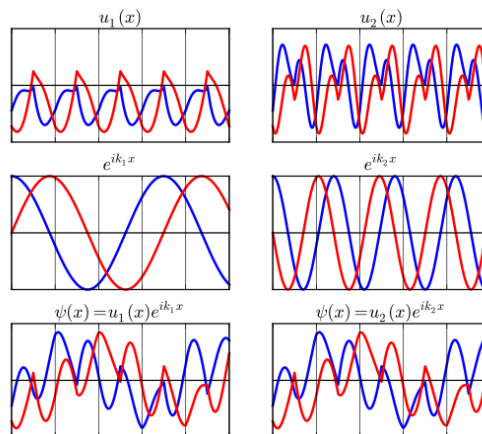 u₁(x) u₂(x)
e^{ik₁x} e^{ik₂x}
ψ(x)=u₁(x)e^{ik₁x} ψ(x)=u₂(x)e^{ik₂x}